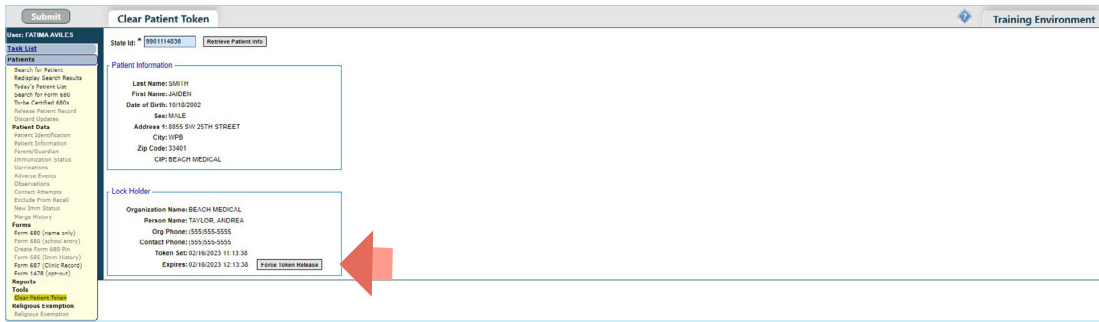 Submit
Clear Patient Token
Training Environment
User: FATIMA AVILES
Task List
Patients
Search for Patient
Redisplay Search Results
Today's Patient List
Search for Form 680
To-be Certified 680s
Release Patient Record
Discard Updates
Patient Data
Patient Identification
Patient Information
Parent/Guardian
Immunization Status
Vaccinations
Adverse Events
Observations
Contact Attempts
Exclude From Recall
New Imm Status
Merge History
Forms
Form 680 (name only)
Form 680 (school entry)
Create Form 680 Pin
Form 686 (Imm History)
Form 687 (Clinic Record)
Form 1478 (opt-out)
Reports
Tools
Clear Patient Token
Religious Exemption
Religious Exemption
State Id: * 9901114836 Retrieve Patient Info
Patient Information
Last Name: SMITH
First Name: JAIDEN
Date of Birth: 10/10/2002
Sex: MALE
Address 1: 8855 SW 25TH STREET
City: WPB
Zip Code: 33401
CIP: BEACH MEDICAL
Lock Holder
Organization Name: BEACH MEDICAL
Person Name: TAYLOR, ANDREA
Org Phone: (555)555-5555
Contact Phone: (555)555-5555
Token Set: 02/16/2023 11:13:38
Expires: 02/16/2023 12:13:38 Force Token Release